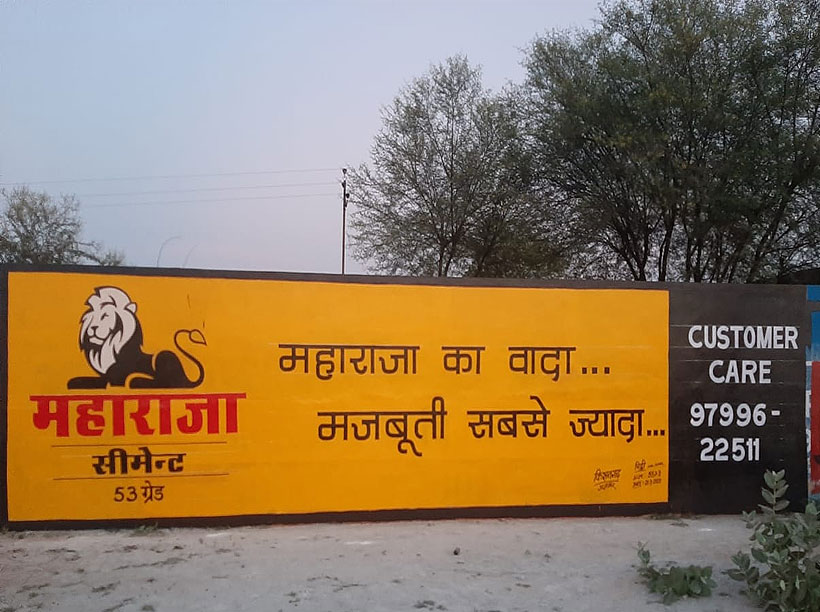 महाराजा
सीमेन्ट
53 ग्रेड
महाराजा का वादा...
मजबूती सबसे ज्यादा...
CUSTOMER
CARE
97996-
22511